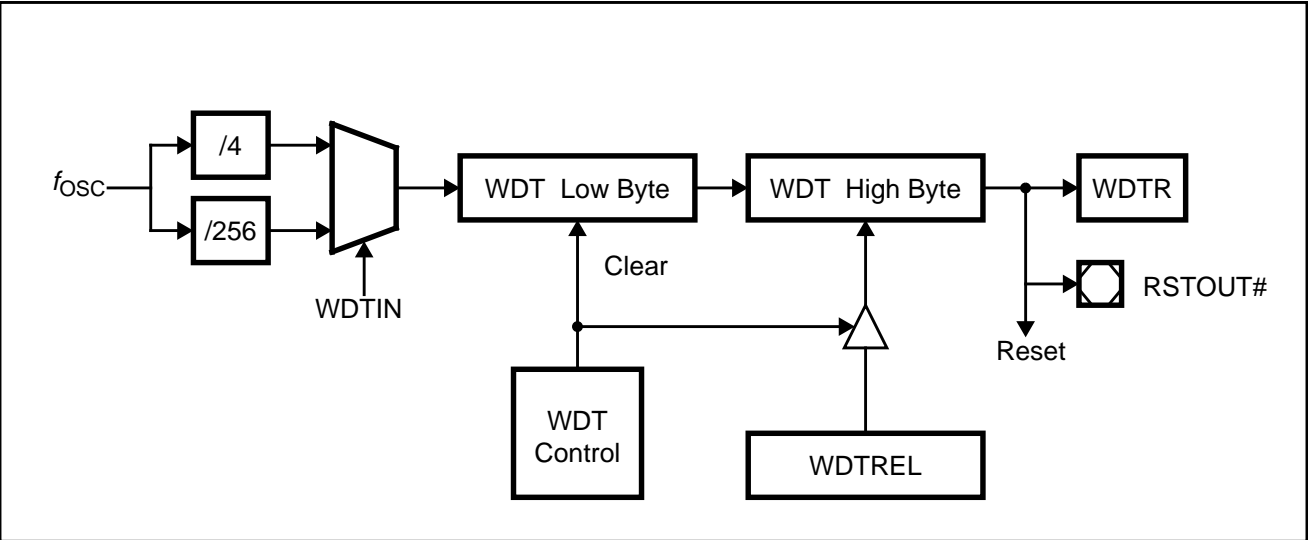 /4
fOSC
/256
WDTIN
WDT Low Byte
WDT High Byte
WDTR
Clear
RSTOUT#
Reset
WDT
Control
WDTREL